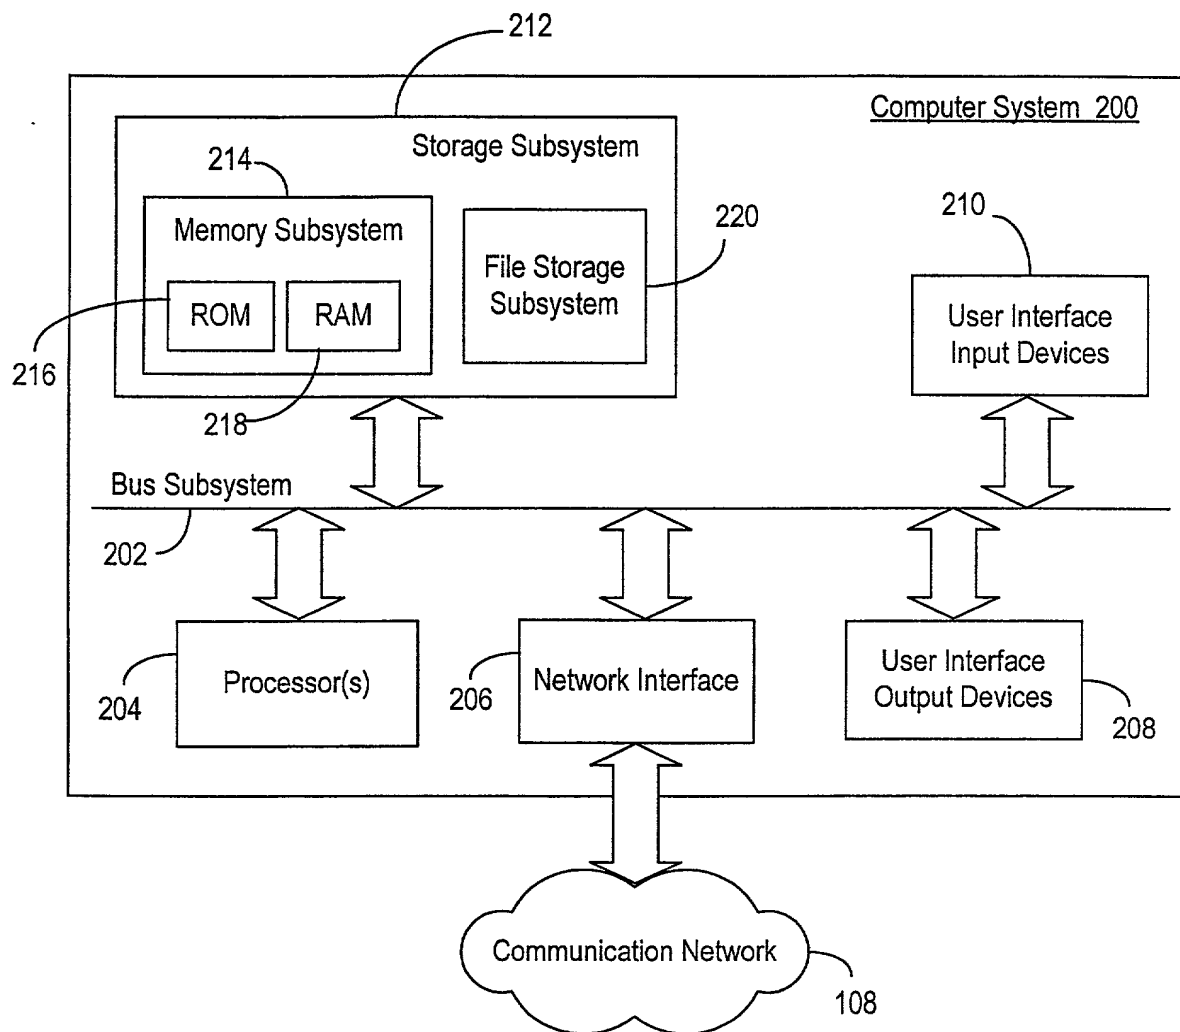 212
Computer System 200
Storage Subsystem
214
Memory Subsystem
ROM
RAM
216
218
File Storage
Subsystem
220
210
User Interface
Input Devices
Bus Subsystem
202
Processor(s)
204
Network Interface
206
User Interface
Output Devices
208
Communication Network
108